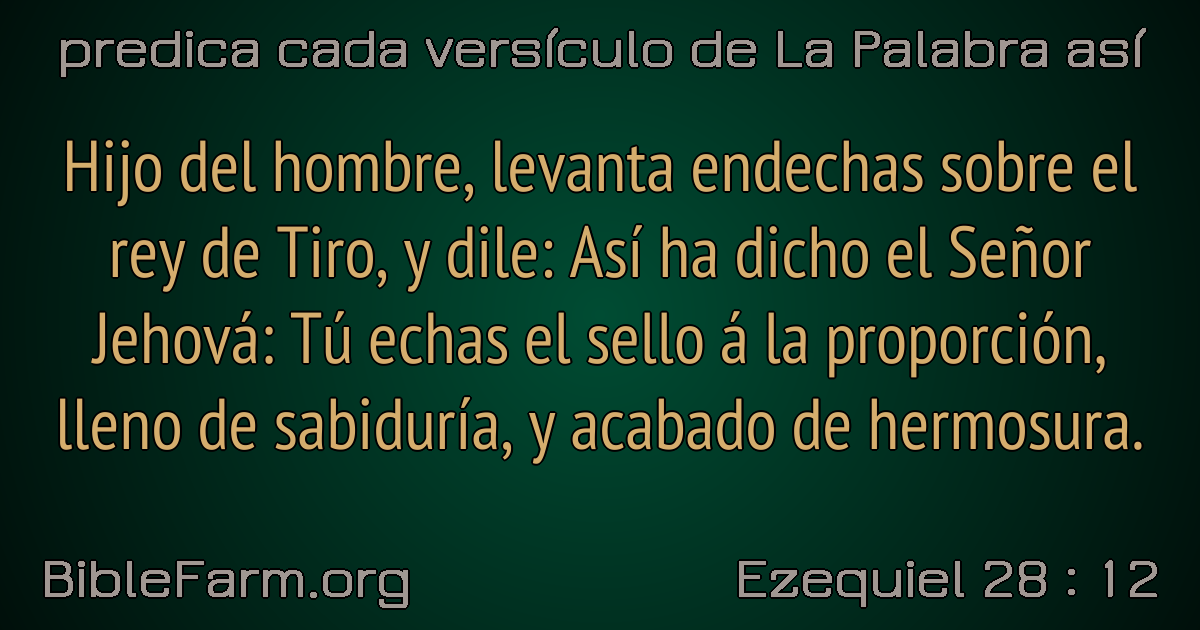 predica cada versículo de La Palabra así
Hijo del hombre, levanta endechas sobre el
rey de Tiro, y dile: Así ha dicho el Señor
Jehová: Tú echas el sello á la proporción,
lleno de sabiduría, y acabado de hermosura.
BibleFarm.org
Ezequiel 28 : 12